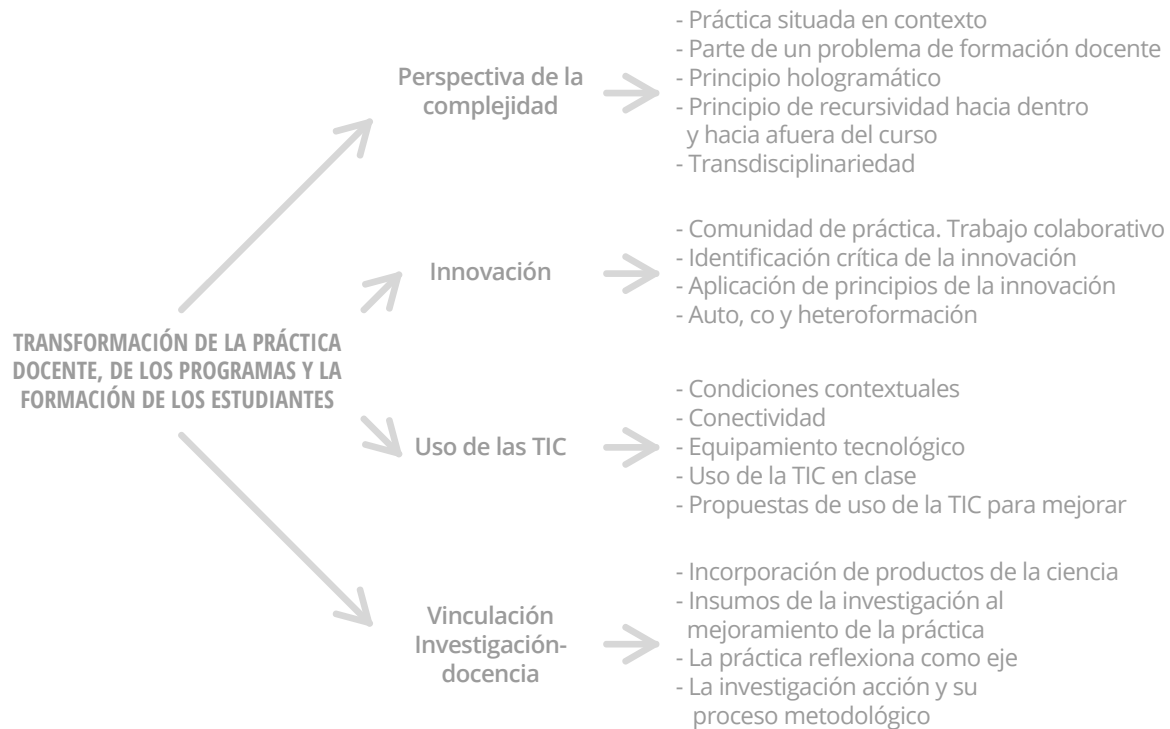 TRANSFORMACIÓN DE LA PRÁCTICA
DOCENTE, DE LOS PROGRAMAS Y LA
FORMACIÓN DE LOS ESTUDIANTES
Perspectiva de la
complejidad
- Práctica situada en contexto
- Parte de un problema de formación docente
- Principio hologramático
- Principio de recursividad hacia dentro
y hacia afuera del curso
- Transdisciplinariedad
Innovación
- Comunidad de práctica. Trabajo colaborativo
- Identificación crítica de la innovación
- Aplicación de principios de la innovación
- Auto, co y heteroformación
Uso de las TIC
- Condiciones contextuales
- Conectividad
- Equipamiento tecnológico
- Uso de la TIC en clase
- Propuestas de uso de la TIC para mejorar
Vinculación
Investigación-
docencia
- Incorporación de productos de la ciencia
- Insumos de la investigación al
mejoramiento de la práctica
- La práctica reflexiona como eje
- La investigación acción y su
proceso metodológico